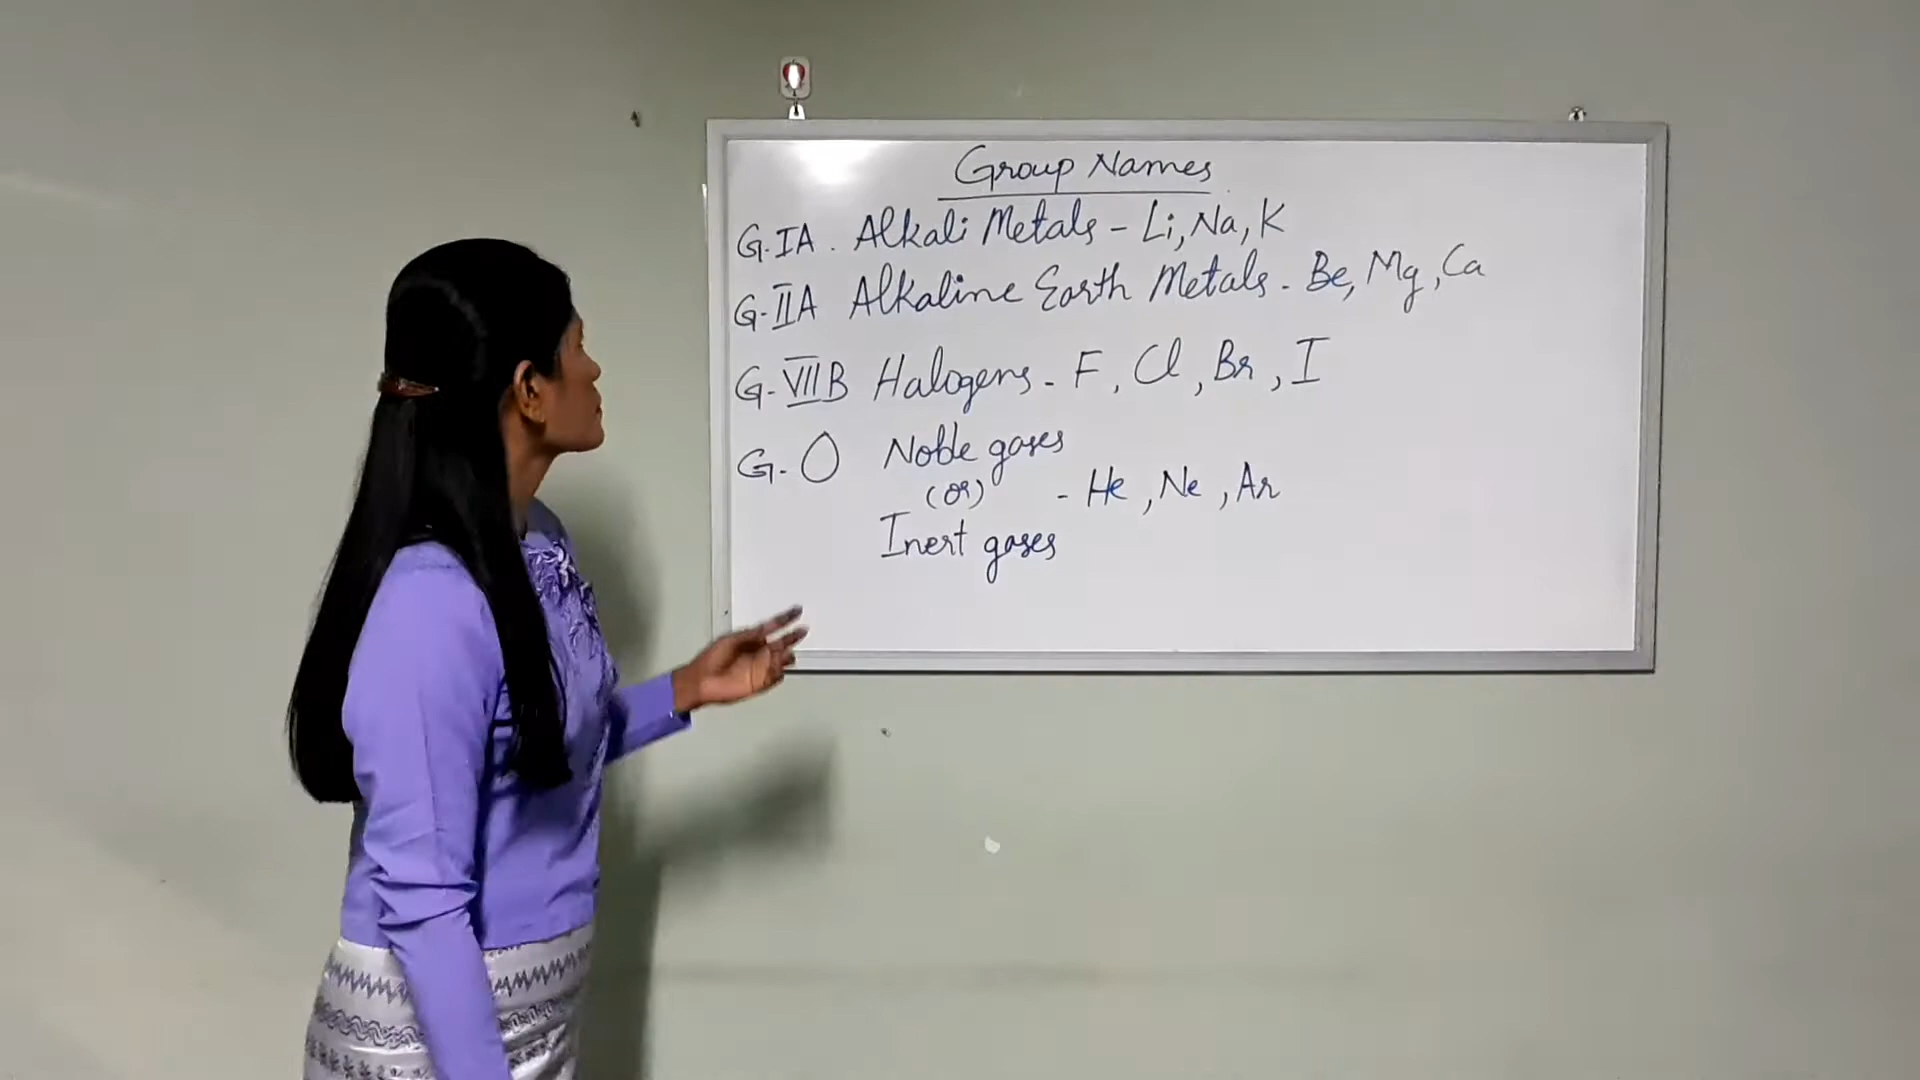 Group Names
G.IA. Alkali Metals - Li, Na, K
G-IIA Alkaline Earth Metals - Be, Mg, Ca
G-VIIB Halogens - F, Cl, Br, I
G-O Noble gases
(or) - He, Ne, Ar
Inert gases